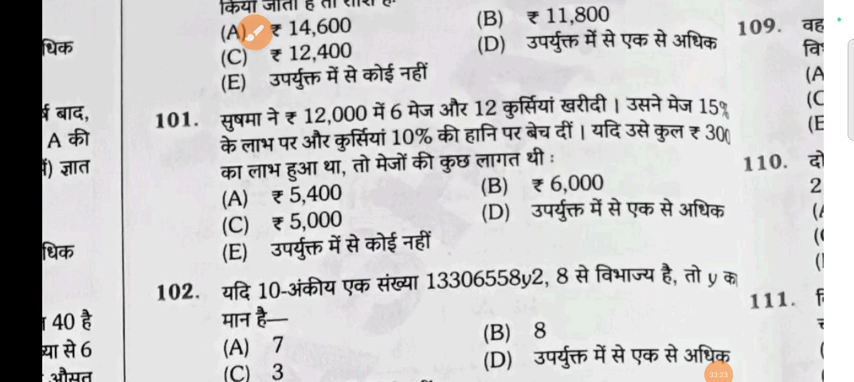 (A) ₹ 14,600
(B) ₹ 11,800
(C) ₹ 12,400
(D) उपर्युक्त में से एक से अधिक
(E) उपर्युक्त में से कोई नहीं
101. सुषमा ने ₹ 12,000 में 6 मेज और 12 कुर्सियां खरीदी। उसने मेज 15%
के लाभ पर और कुर्सियां 10% की हानि पर बेच दीं। यदि उसे कुल ₹ 300
का लाभ हुआ था, तो मेजों की कुछ लागत थी :
(A) ₹ 5,400
(B) ₹ 6,000
(C) ₹ 5,000
(D) उपर्युक्त में से एक से अधिक
(E) उपर्युक्त में से कोई नहीं
102. यदि 10-अंकीय एक संख्या 13306558y2, 8 से विभाज्य है, तो y का
मान है—
(A) 7
(B) 8
(C) 3
(D) उपर्युक्त में से एक से अधिक
धिक
बाद,
A की
ज्ञात
धिक
40 है
या से 6
औसत
109. वह
(A
(C
(E
110. दो
2
111.